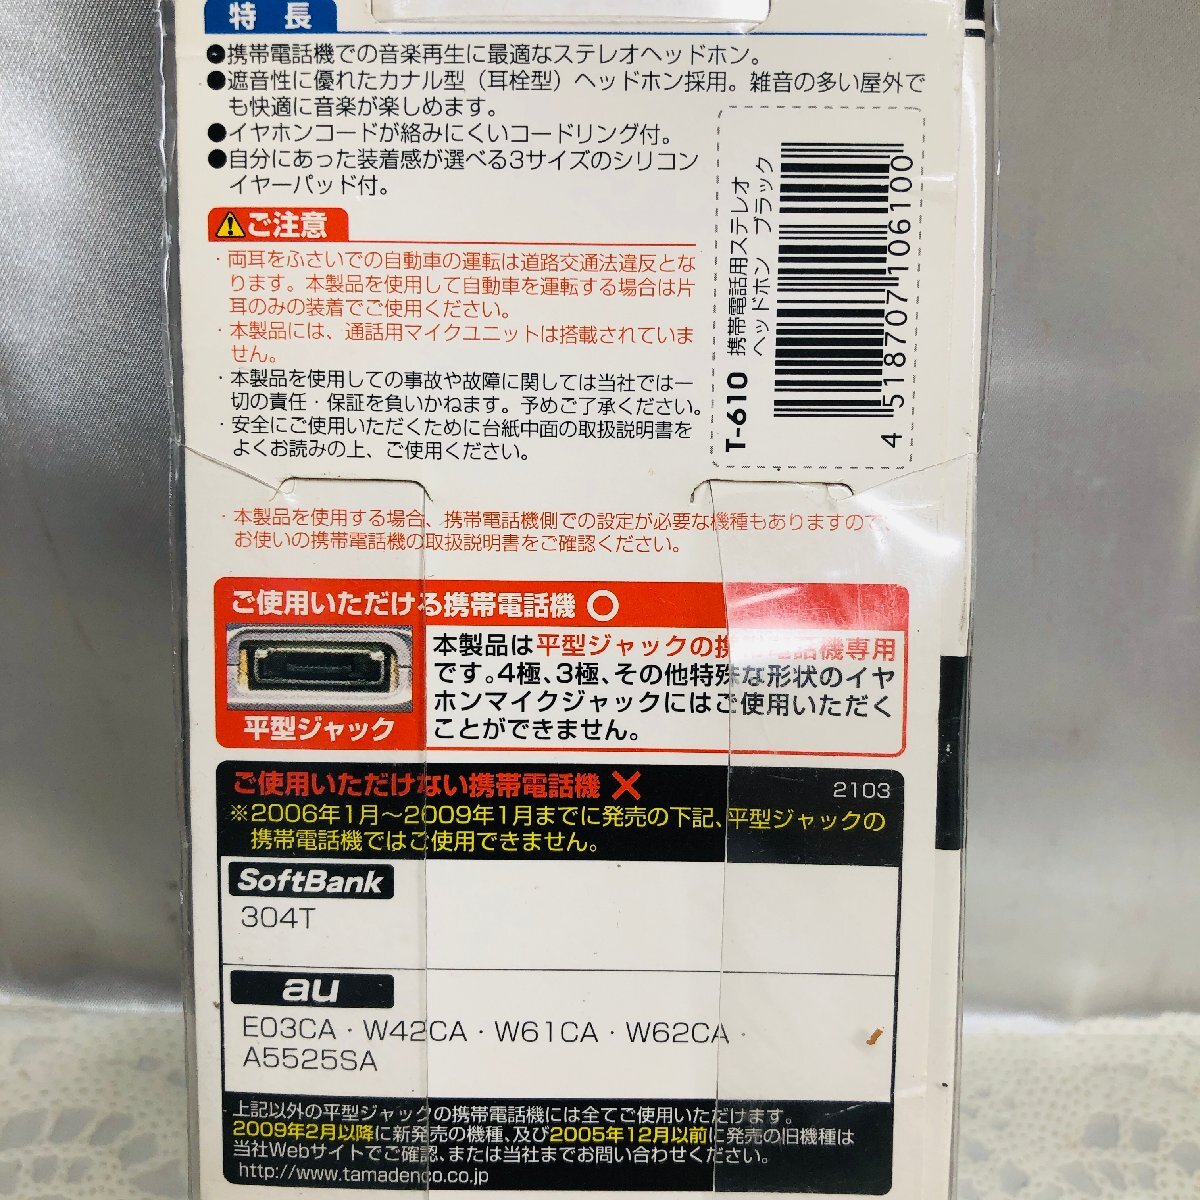 特長
●携帯電話機での音楽再生に最適なステレオヘッドホン。
●遮音性に優れたカナル型（耳栓型）ヘッドホン採用。雑音の多い屋外で
も快適に音楽が楽しめます。
●イヤホンコードが絡みにくいコードリング付。
●自分にあった装着感が選べる3サイズのシリコン
イヤーパッド付。
ご注意
・両耳をふさいでの自動車の運転は道路交通法違反とな
ります。本製品を使用して自動車を運転する場合は片
耳のみの装着でご使用ください。
・本製品には、通話用マイクユニットは搭載されていま
せん。
・本製品を使用しての事故や故障に関しては当社では一
切の責任・保証を負いかねます。予めご了承ください。
・安全にご使用いただくために台紙中面の取扱説明書を
よくお読みの上、ご使用ください。
T-610 携帯電話用ステレオ
ヘッドホン ブラック
4 518707 106100
・本製品を使用する場合、携帯電話機側での設定が必要な機種もありますので、
お使いの携帯電話機の取扱説明書をご確認ください。
ご使用いただける携帯電話機 ○
平型ジャック
本製品は平型ジャックの携帯電話機専用
です。4極、3極、その他特殊な形状のイヤ
ホンマイクジャックにはご使用いただく
ことができません。
ご使用いただけない携帯電話機 ✕
2103
※2006年1月～2009年1月までに発売の下記、平型ジャックの
携帯電話機ではご使用できません。
SoftBank
304T
au
E03CA・W42CA・W61CA・W62CA・
A5525SA
上記以外の平型ジャックの携帯電話機には全てご使用いただけます。
2009年2月以降に新発売の機種、及び2005年12月以前に発売の旧機種は
当社Webサイトでご確認、または当社までお問い合わせください。
http://www.tamadenco.co.jp